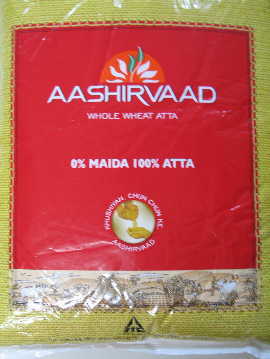 AASHIRVAAD
WHOLE WHEAT ATTA
0% MAIDA 100% ATTA
KHUSHIYAN CHUN CHUN KE
AASHIRVAAD